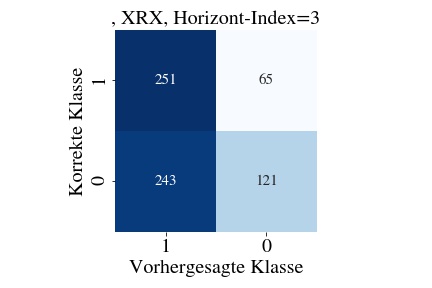 , XRX, Horizont-Index=3
Korrekte Klasse
1
251 65
0
243 121
1 0
Vorhergesagte Klasse